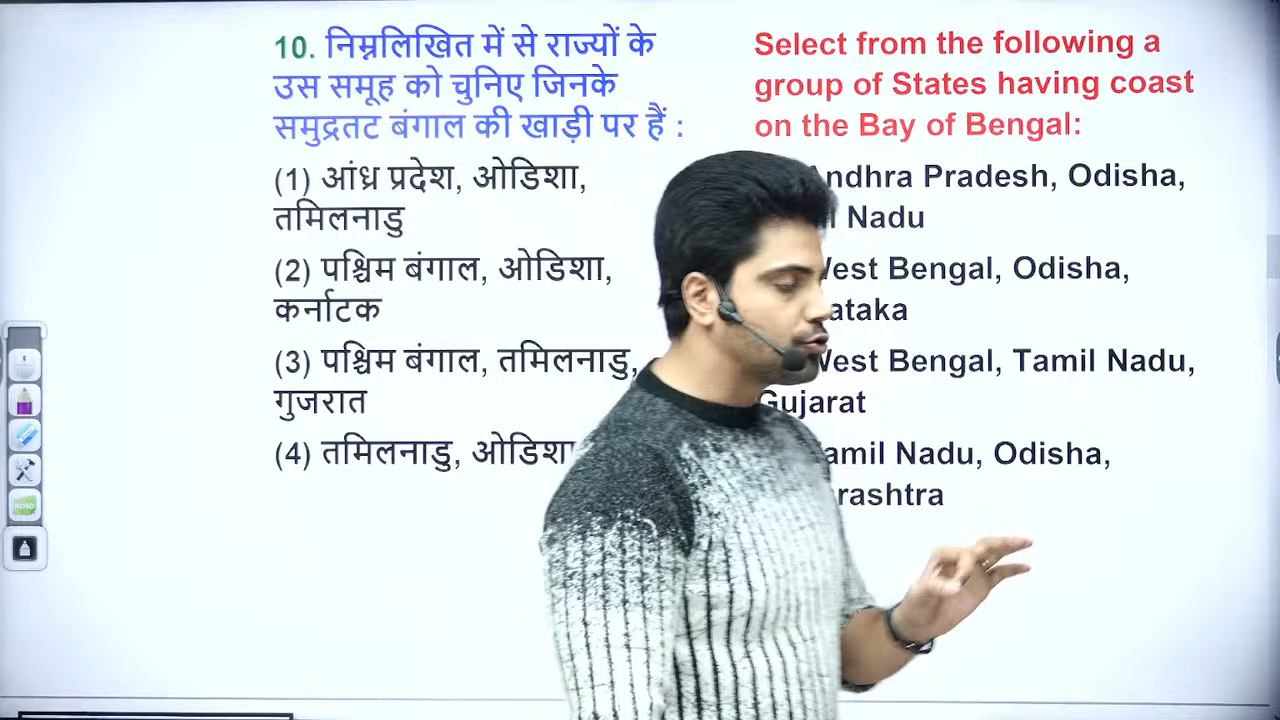 10. निम्नलिखित में से राज्यों के
उस समूह को चुनिए जिनके
समुद्रतट बंगाल की खाड़ी पर हैं :
(1) आंध्र प्रदेश, ओडिशा,
तमिलनाडु
(2) पश्चिम बंगाल, ओडिशा,
कर्नाटक
(3) पश्चिम बंगाल, तमिलनाडु,
गुजरात
(4) तमिलनाडु, ओडिशा
Select from the following a
group of States having coast
on the Bay of Bengal:
Andhra Pradesh, Odisha,
Nadu
West Bengal, Odisha,
West Bengal, Tamil Nadu,
Gujarat
Tamil Nadu, Odisha,
Note